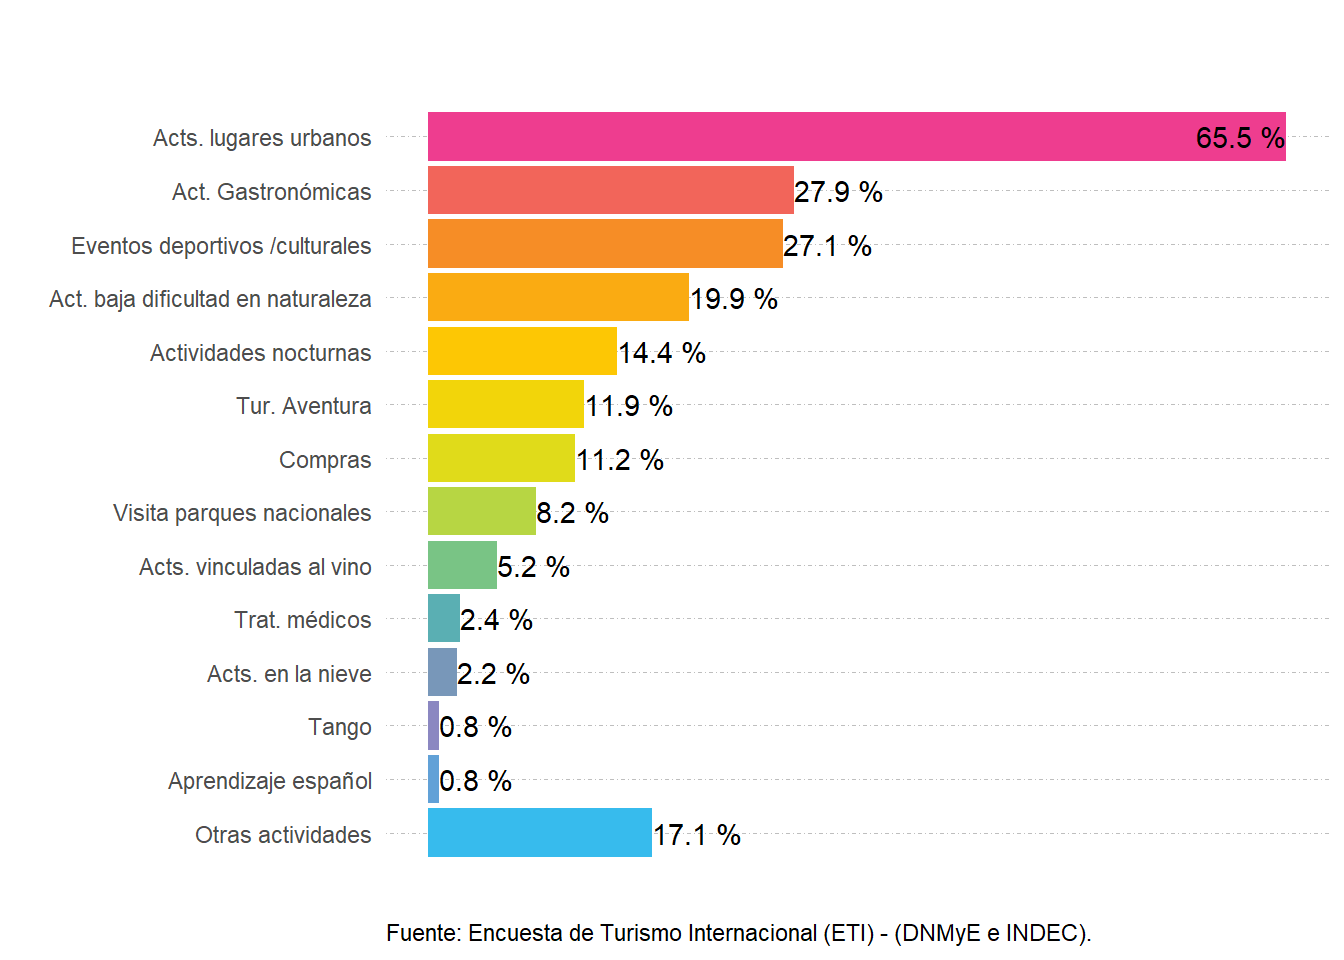 Acts. lugares urbanos 65.5 %
Act. Gastronómicas 27.9 %
Eventos deportivos /culturales 27.1 %
Act. baja dificultad en naturaleza 19.9 %
Actividades nocturnas 14.4 %
Tur. Aventura 11.9 %
Compras 11.2 %
Visita parques nacionales 8.2 %
Acts. vinculadas al vino 5.2 %
Trat. médicos 2.4 %
Acts. en la nieve 2.2 %
Tango 0.8 %
Aprendizaje español 0.8 %
Otras actividades 17.1 %
Fuente: Encuesta de Turismo Internacional (ETI) - (DNMyE e INDEC).